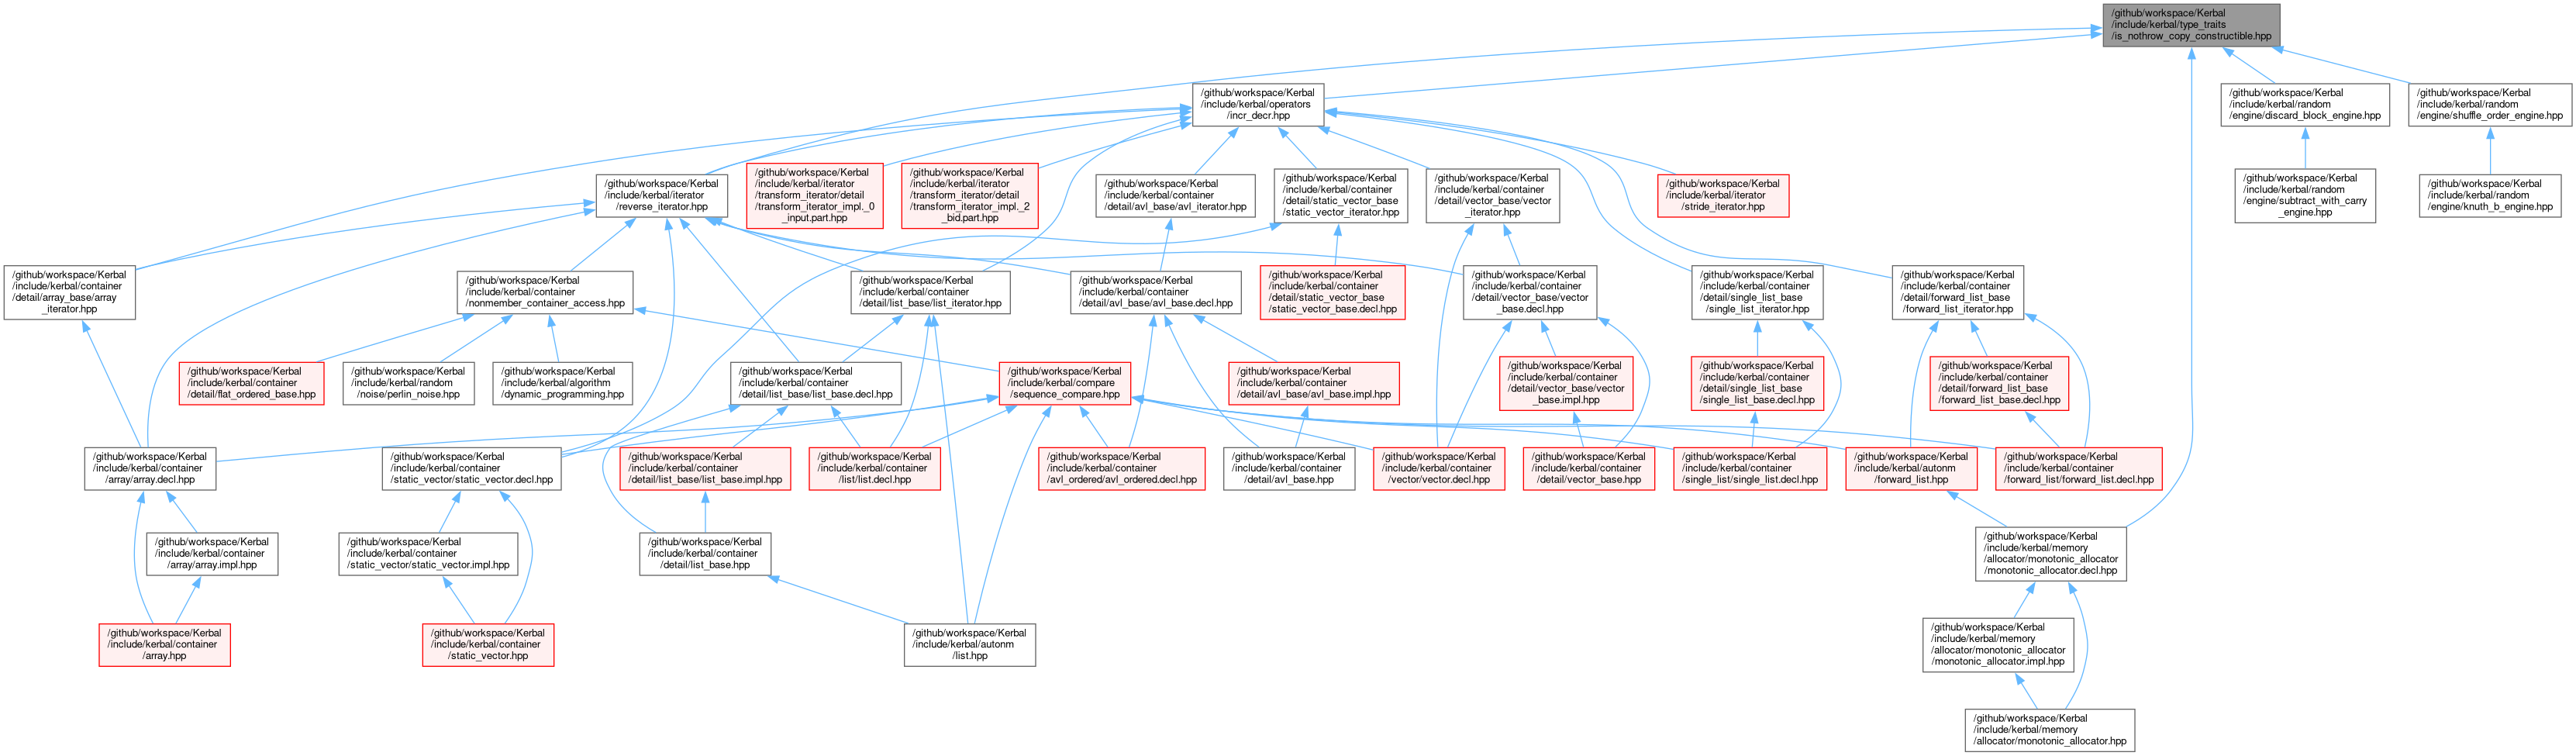 /github/workspace/Kerbal
/include/kerbal/type_traits
/is_nothrow_copy_constructible.hpp
/github/workspace/Kerbal
/include/kerbal/operators
/incr_decr.hpp
/github/workspace/Kerbal
/include/kerbal/random
/engine/discard_block_engine.hpp
/github/workspace/Kerbal
/include/kerbal/random
/engine/shuffle_order_engine.hpp
/github/workspace/Kerbal
/include/kerbal/iterator
/reverse_iterator.hpp
/github/workspace/Kerbal
/include/kerbal/iterator
/transform_iterator/detail
/transform_iterator_impl._0
_input.part.hpp
/github/workspace/Kerbal
/include/kerbal/iterator
/transform_iterator/detail
/transform_iterator_impl._2
_bid.part.hpp
/github/workspace/Kerbal
/include/kerbal/container
/detail/avl_base/avl_iterator.hpp
/github/workspace/Kerbal
/include/kerbal/container
/detail/static_vector_base
/static_vector_iterator.hpp
/github/workspace/Kerbal
/include/kerbal/container
/detail/vector_base/vector
_iterator.hpp
/github/workspace/Kerbal
/include/kerbal/iterator
/stride_iterator.hpp
/github/workspace/Kerbal
/include/kerbal/random
/engine/subtract_with_carry
_engine.hpp
/github/workspace/Kerbal
/include/kerbal/random
/engine/knuth_b_engine.hpp
/github/workspace/Kerbal
/include/kerbal/container
/detail/array_base/array
_iterator.hpp
/github/workspace/Kerbal
/include/kerbal/container
/nonmember_container_access.hpp
/github/workspace/Kerbal
/include/kerbal/container
/detail/list_base/list_iterator.hpp
/github/workspace/Kerbal
/include/kerbal/container
/detail/avl_base/avl_base.decl.hpp
/github/workspace/Kerbal
/include/kerbal/container
/detail/static_vector_base
/static_vector_base.decl.hpp
/github/workspace/Kerbal
/include/kerbal/container
/detail/vector_base/vector
_base.decl.hpp
/github/workspace/Kerbal
/include/kerbal/container
/detail/single_list_base
/single_list_iterator.hpp
/github/workspace/Kerbal
/include/kerbal/container
/detail/forward_list_base
/forward_list_iterator.hpp
/github/workspace/Kerbal
/include/kerbal/container
/detail/flat_ordered_base.hpp
/github/workspace/Kerbal
/include/kerbal/random
/noise/perlin_noise.hpp
/github/workspace/Kerbal
/include/kerbal/algorithm
/dynamic_programming.hpp
/github/workspace/Kerbal
/include/kerbal/container
/detail/list_base/list_base.decl.hpp
/github/workspace/Kerbal
/include/kerbal/compare
/sequence_compare.hpp
/github/workspace/Kerbal
/include/kerbal/container
/detail/avl_base/avl_base.impl.hpp
/github/workspace/Kerbal
/include/kerbal/container
/detail/vector_base/vector
_base.impl.hpp
/github/workspace/Kerbal
/include/kerbal/container
/detail/single_list_base
/single_list_base.decl.hpp
/github/workspace/Kerbal
/include/kerbal/container
/detail/forward_list_base
/forward_list_base.decl.hpp
/github/workspace/Kerbal
/include/kerbal/container
/array/array.decl.hpp
/github/workspace/Kerbal
/include/kerbal/container
/static_vector/static_vector.decl.hpp
/github/workspace/Kerbal
/include/kerbal/container
/detail/list_base/list_base.impl.hpp
/github/workspace/Kerbal
/include/kerbal/container
/list/list.decl.hpp
/github/workspace/Kerbal
/include/kerbal/container
/avl_ordered/avl_ordered.decl.hpp
/github/workspace/Kerbal
/include/kerbal/container
/detail/avl_base.hpp
/github/workspace/Kerbal
/include/kerbal/container
/vector/vector.decl.hpp
/github/workspace/Kerbal
/include/kerbal/container
/detail/vector_base.hpp
/github/workspace/Kerbal
/include/kerbal/container
/single_list/single_list.decl.hpp
/github/workspace/Kerbal
/include/kerbal/autonm
/forward_list.hpp
/github/workspace/Kerbal
/include/kerbal/container
/forward_list/forward_list.decl.hpp
/github/workspace/Kerbal
/include/kerbal/container
/array/array.impl.hpp
/github/workspace/Kerbal
/include/kerbal/container
/static_vector/static_vector.impl.hpp
/github/workspace/Kerbal
/include/kerbal/container
/detail/list_base.hpp
/github/workspace/Kerbal
/include/kerbal/memory
/allocator/monotonic_allocator
/monotonic_allocator.decl.hpp
/github/workspace/Kerbal
/include/kerbal/container
/array.hpp
/github/workspace/Kerbal
/include/kerbal/container
/static_vector.hpp
/github/workspace/Kerbal
/include/kerbal/autonm
/list.hpp
/github/workspace/Kerbal
/include/kerbal/memory
/allocator/monotonic_allocator
/monotonic_allocator.impl.hpp
/github/workspace/Kerbal
/include/kerbal/memory
/allocator/monotonic_allocator.hpp